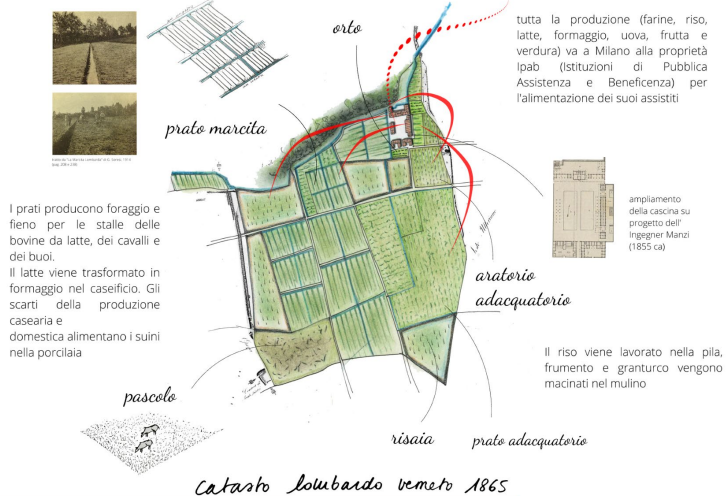 orto
tutta la produzione (farine, riso,
latte, formaggio, uova, frutta e
verdura) va a Milano alla proprietà
Ipab (Istituzioni di Pubblica
Assistenza e Beneficenza) per
l'alimentazione dei suoi assistiti
prato marcita
I prati producono foraggio e
fieno per le stalle delle
bovine da latte, dei cavalli e
dei buoi.
Il latte viene trasformato in
formaggio nel caseificio. Gli
scarti della produzione
casearia e
domestica alimentano i suini
nella porcilaia
ampliamento
della cascina su
progetto dell'
Ingegner Manzi
(1855 ca)
aratorio
adacquatorio
Il riso viene lavorato nella pila,
frumento e granturco vengono
macinati nel mulino
pascolo
risaia
prato adacquatorio
catasto lombardo veneto 1865